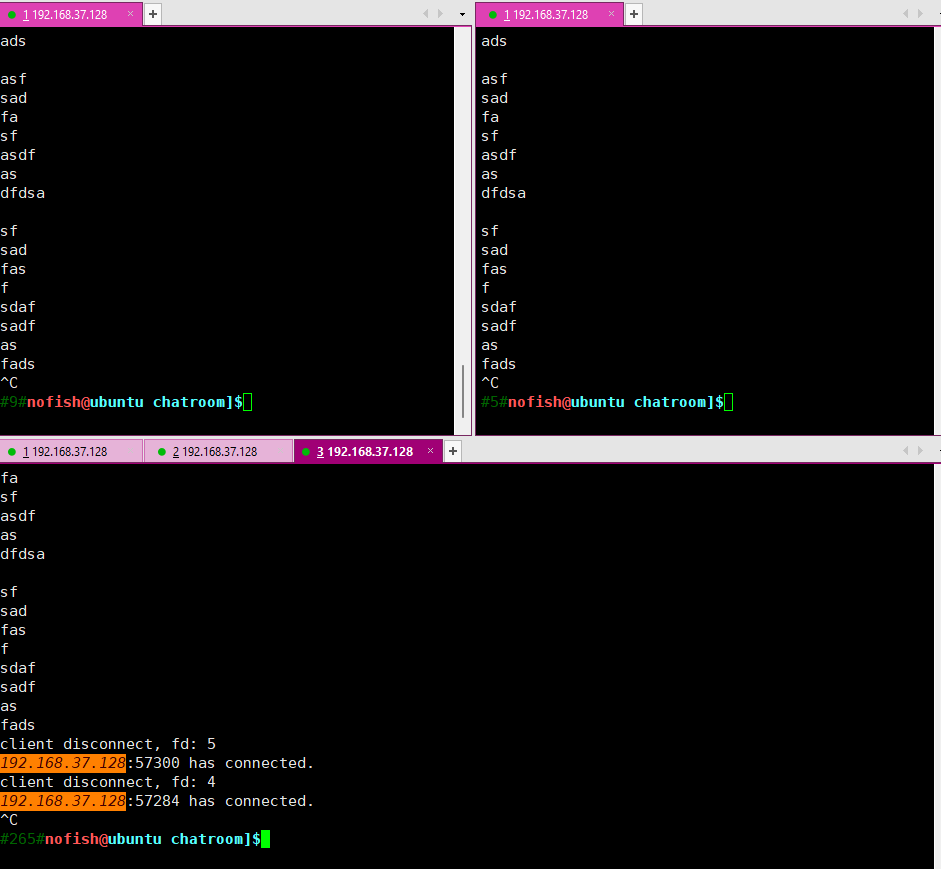 1 192.168.37.128 × +
ads
asf
sad
fa
sf
asdf
as
dfdsa
sf
sad
fas
f
sdaf
sadf
as
fads
^C
#9#nofish@ubuntu chatroom]$
1 192.168.37.128 × +
ads
asf
sad
fa
sf
asdf
as
dfdsa
sf
sad
fas
f
sdaf
sadf
as
fads
^C
#5#nofish@ubuntu chatroom]$
1 192.168.37.128 2 192.168.37.128 3 192.168.37.128 × +
fa
sf
asdf
as
dfdsa
sf
sad
fas
f
sdaf
sadf
as
fads
client disconnect, fd: 5
192.168.37.128:57300 has connected.
client disconnect, fd: 4
192.168.37.128:57284 has connected.
^C
#265#nofish@ubuntu chatroom]$